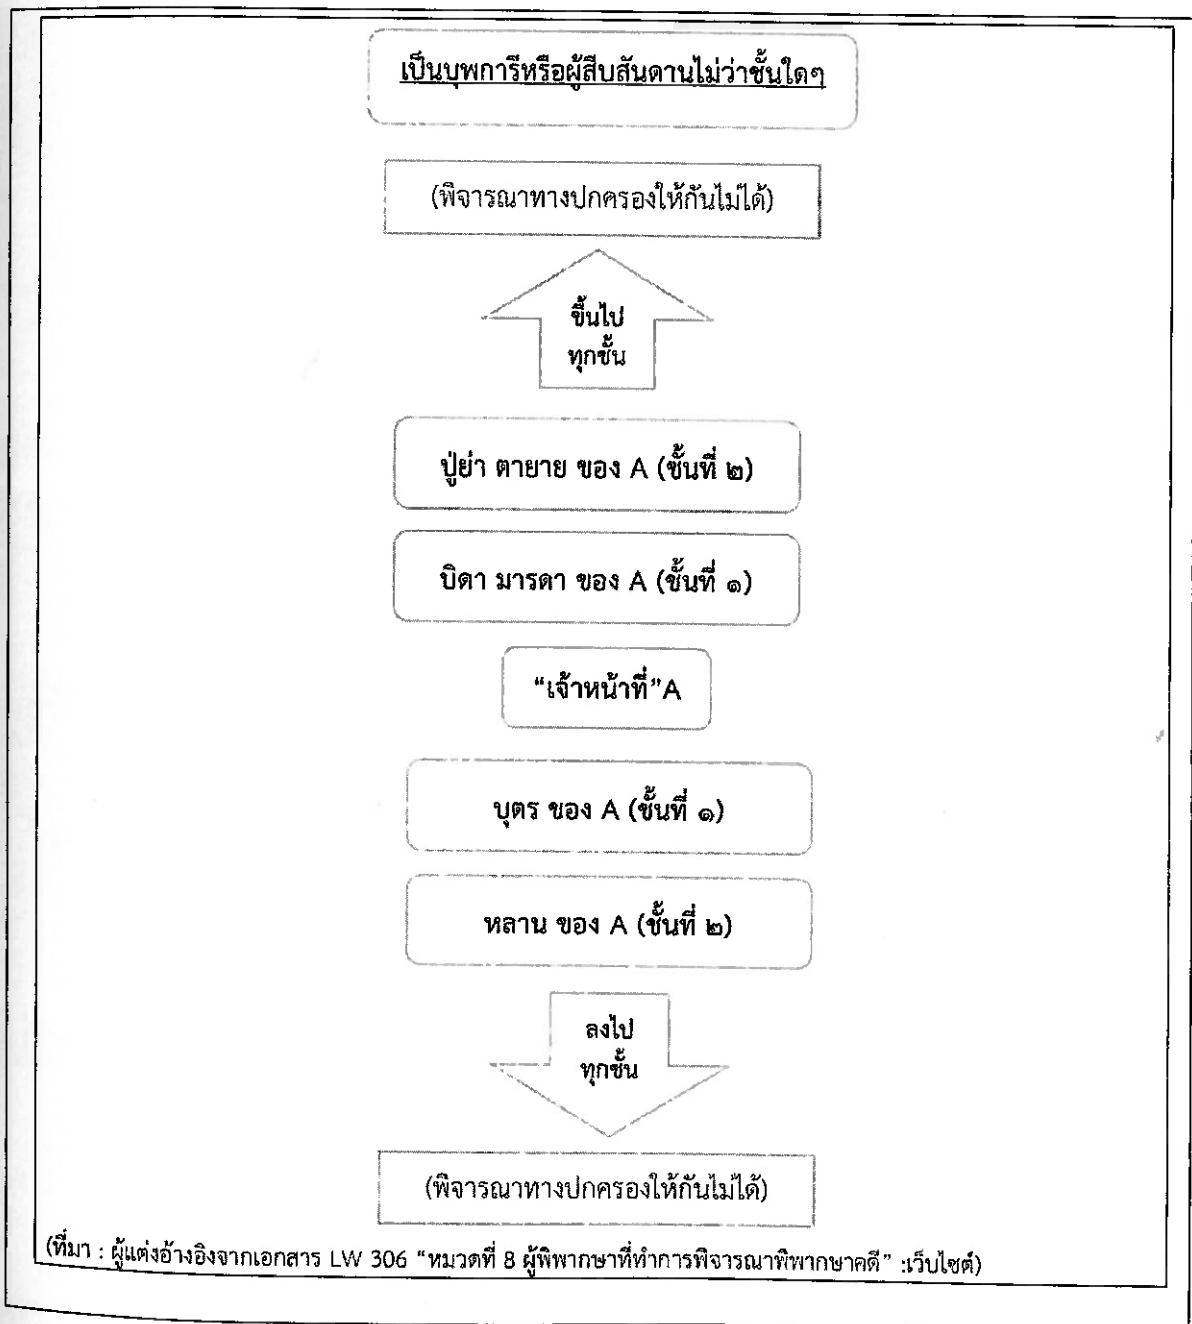 เป็นบุพการีหรือผู้สืบสันดานไม่ว่าชั้นใดๆ
(พิจารณาทางปกครองให้กันไม่ได้)
ขึ้นไป
ทุกชั้น
ปู่ย่า ตายาย ของ A (ชั้นที่ ๒)
บิดา มารดา ของ A (ชั้นที่ ๑)
“เจ้าหน้าที่”A
บุตร ของ A (ชั้นที่ ๑)
หลาน ของ A (ชั้นที่ ๒)
ลงไป
ทุกชั้น
(พิจารณาทางปกครองให้กันไม่ได้)
(ที่มา : ผู้แต่งอ้างอิงจากเอกสาร LW 306 “หมวดที่ 8 ผู้พิพากษาที่ทำการพิจารณาพิพากษาคดี” :เว็บไซต์)